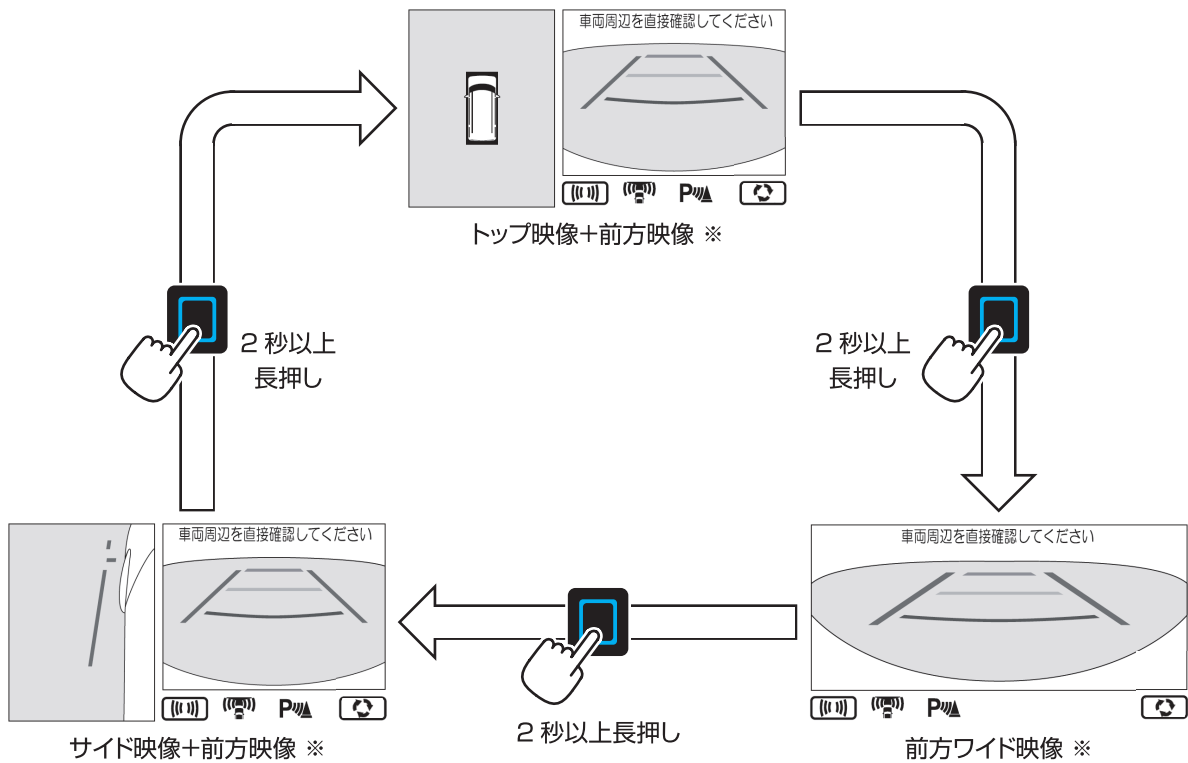 車両周辺を直接確認してください
P
トップ映像+前方映像 ※
2 秒以上
長押し
2 秒以上
長押し
車両周辺を直接確認してください
P
サイド映像+前方映像 ※
2 秒以上長押し
車両周辺を直接確認してください
P
前方ワイド映像 ※